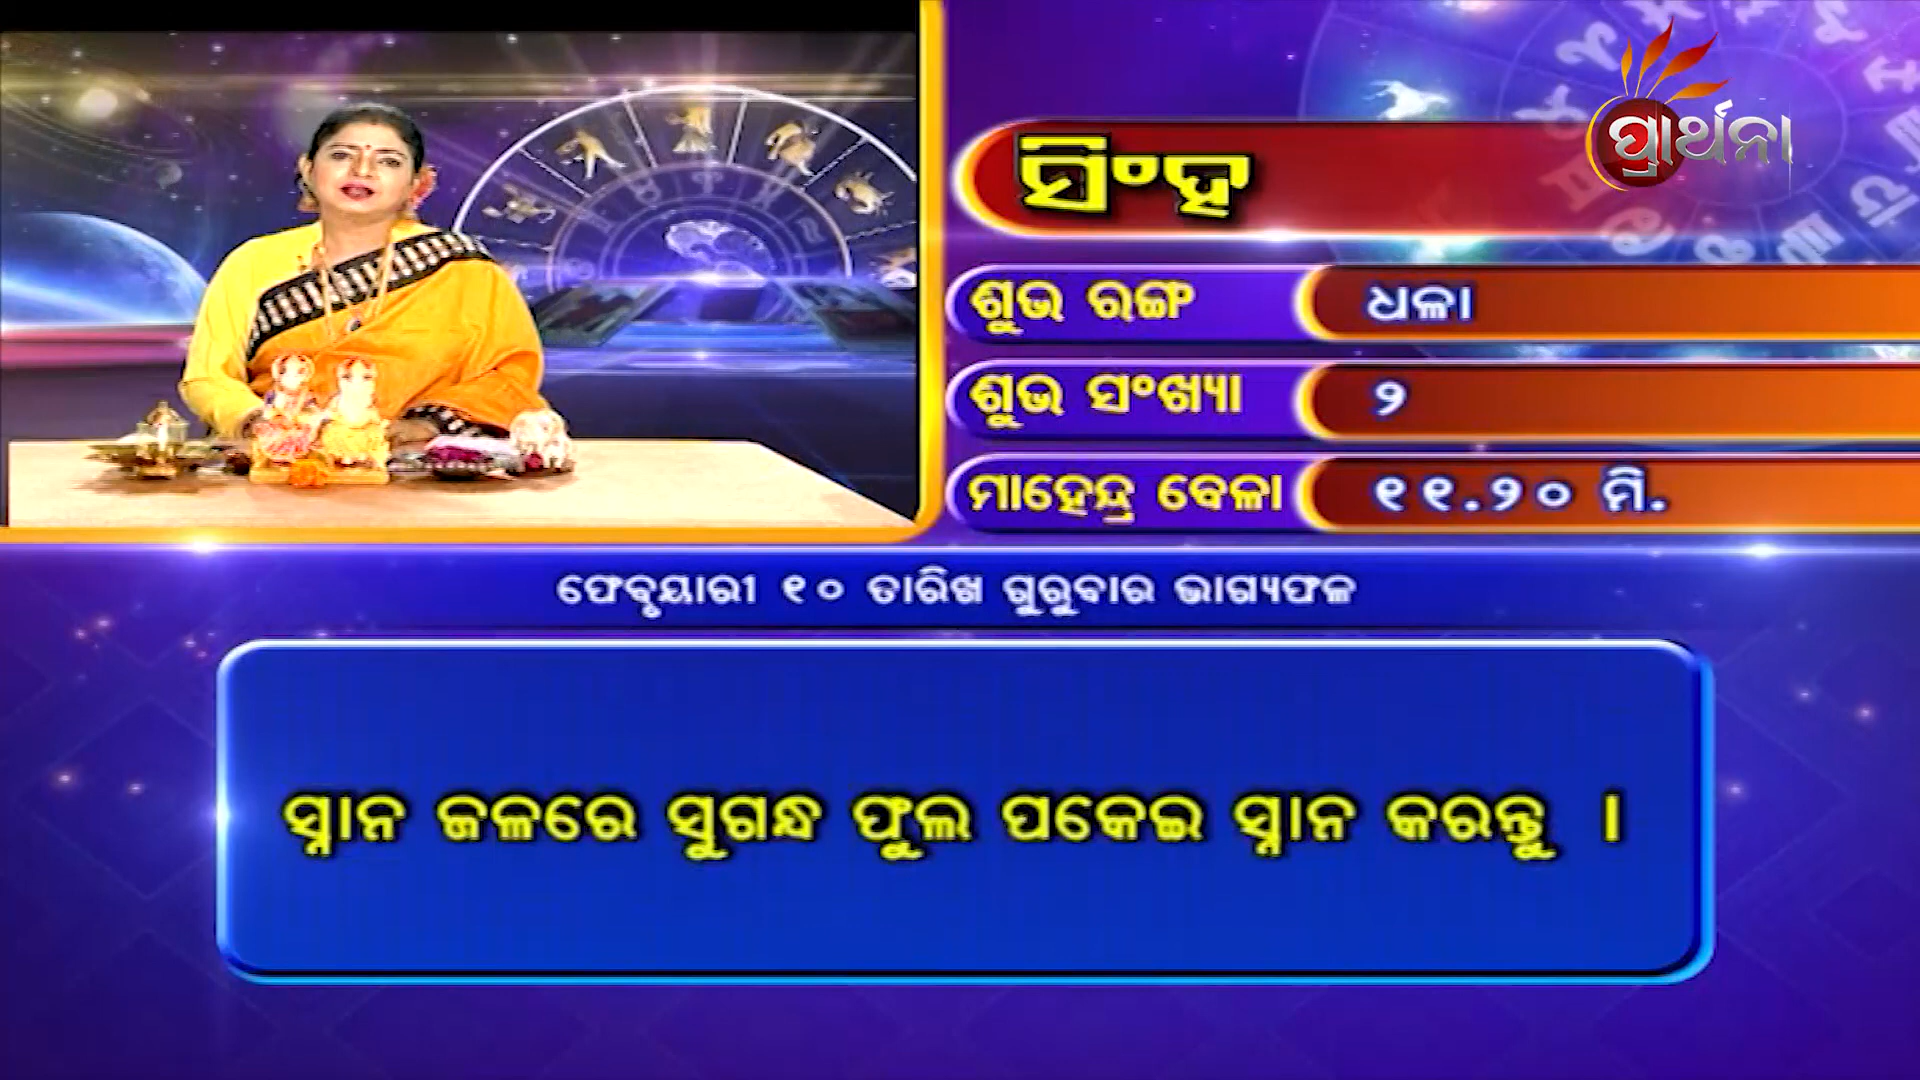 ପ୍ରାର୍ଥନା
ସିଂହ
ଶୁଭ ରଙ୍ଗ ଧଳା
ଶୁଭ ସଂଖ୍ୟା ୨
ମାହେନ୍ଦ୍ର ବେଳା ୧୧.୨୦ ମି.
ଫେବୃୟାରୀ ୧୦ ତାରିଖ ଗୁରୁବାର ଭାଗ୍ୟଫଳ
ସ୍ନାନ ଜଳରେ ସୁଗନ୍ଧ ଫୁଲ ପକେଇ ସ୍ନାନ କରନ୍ତୁ ।